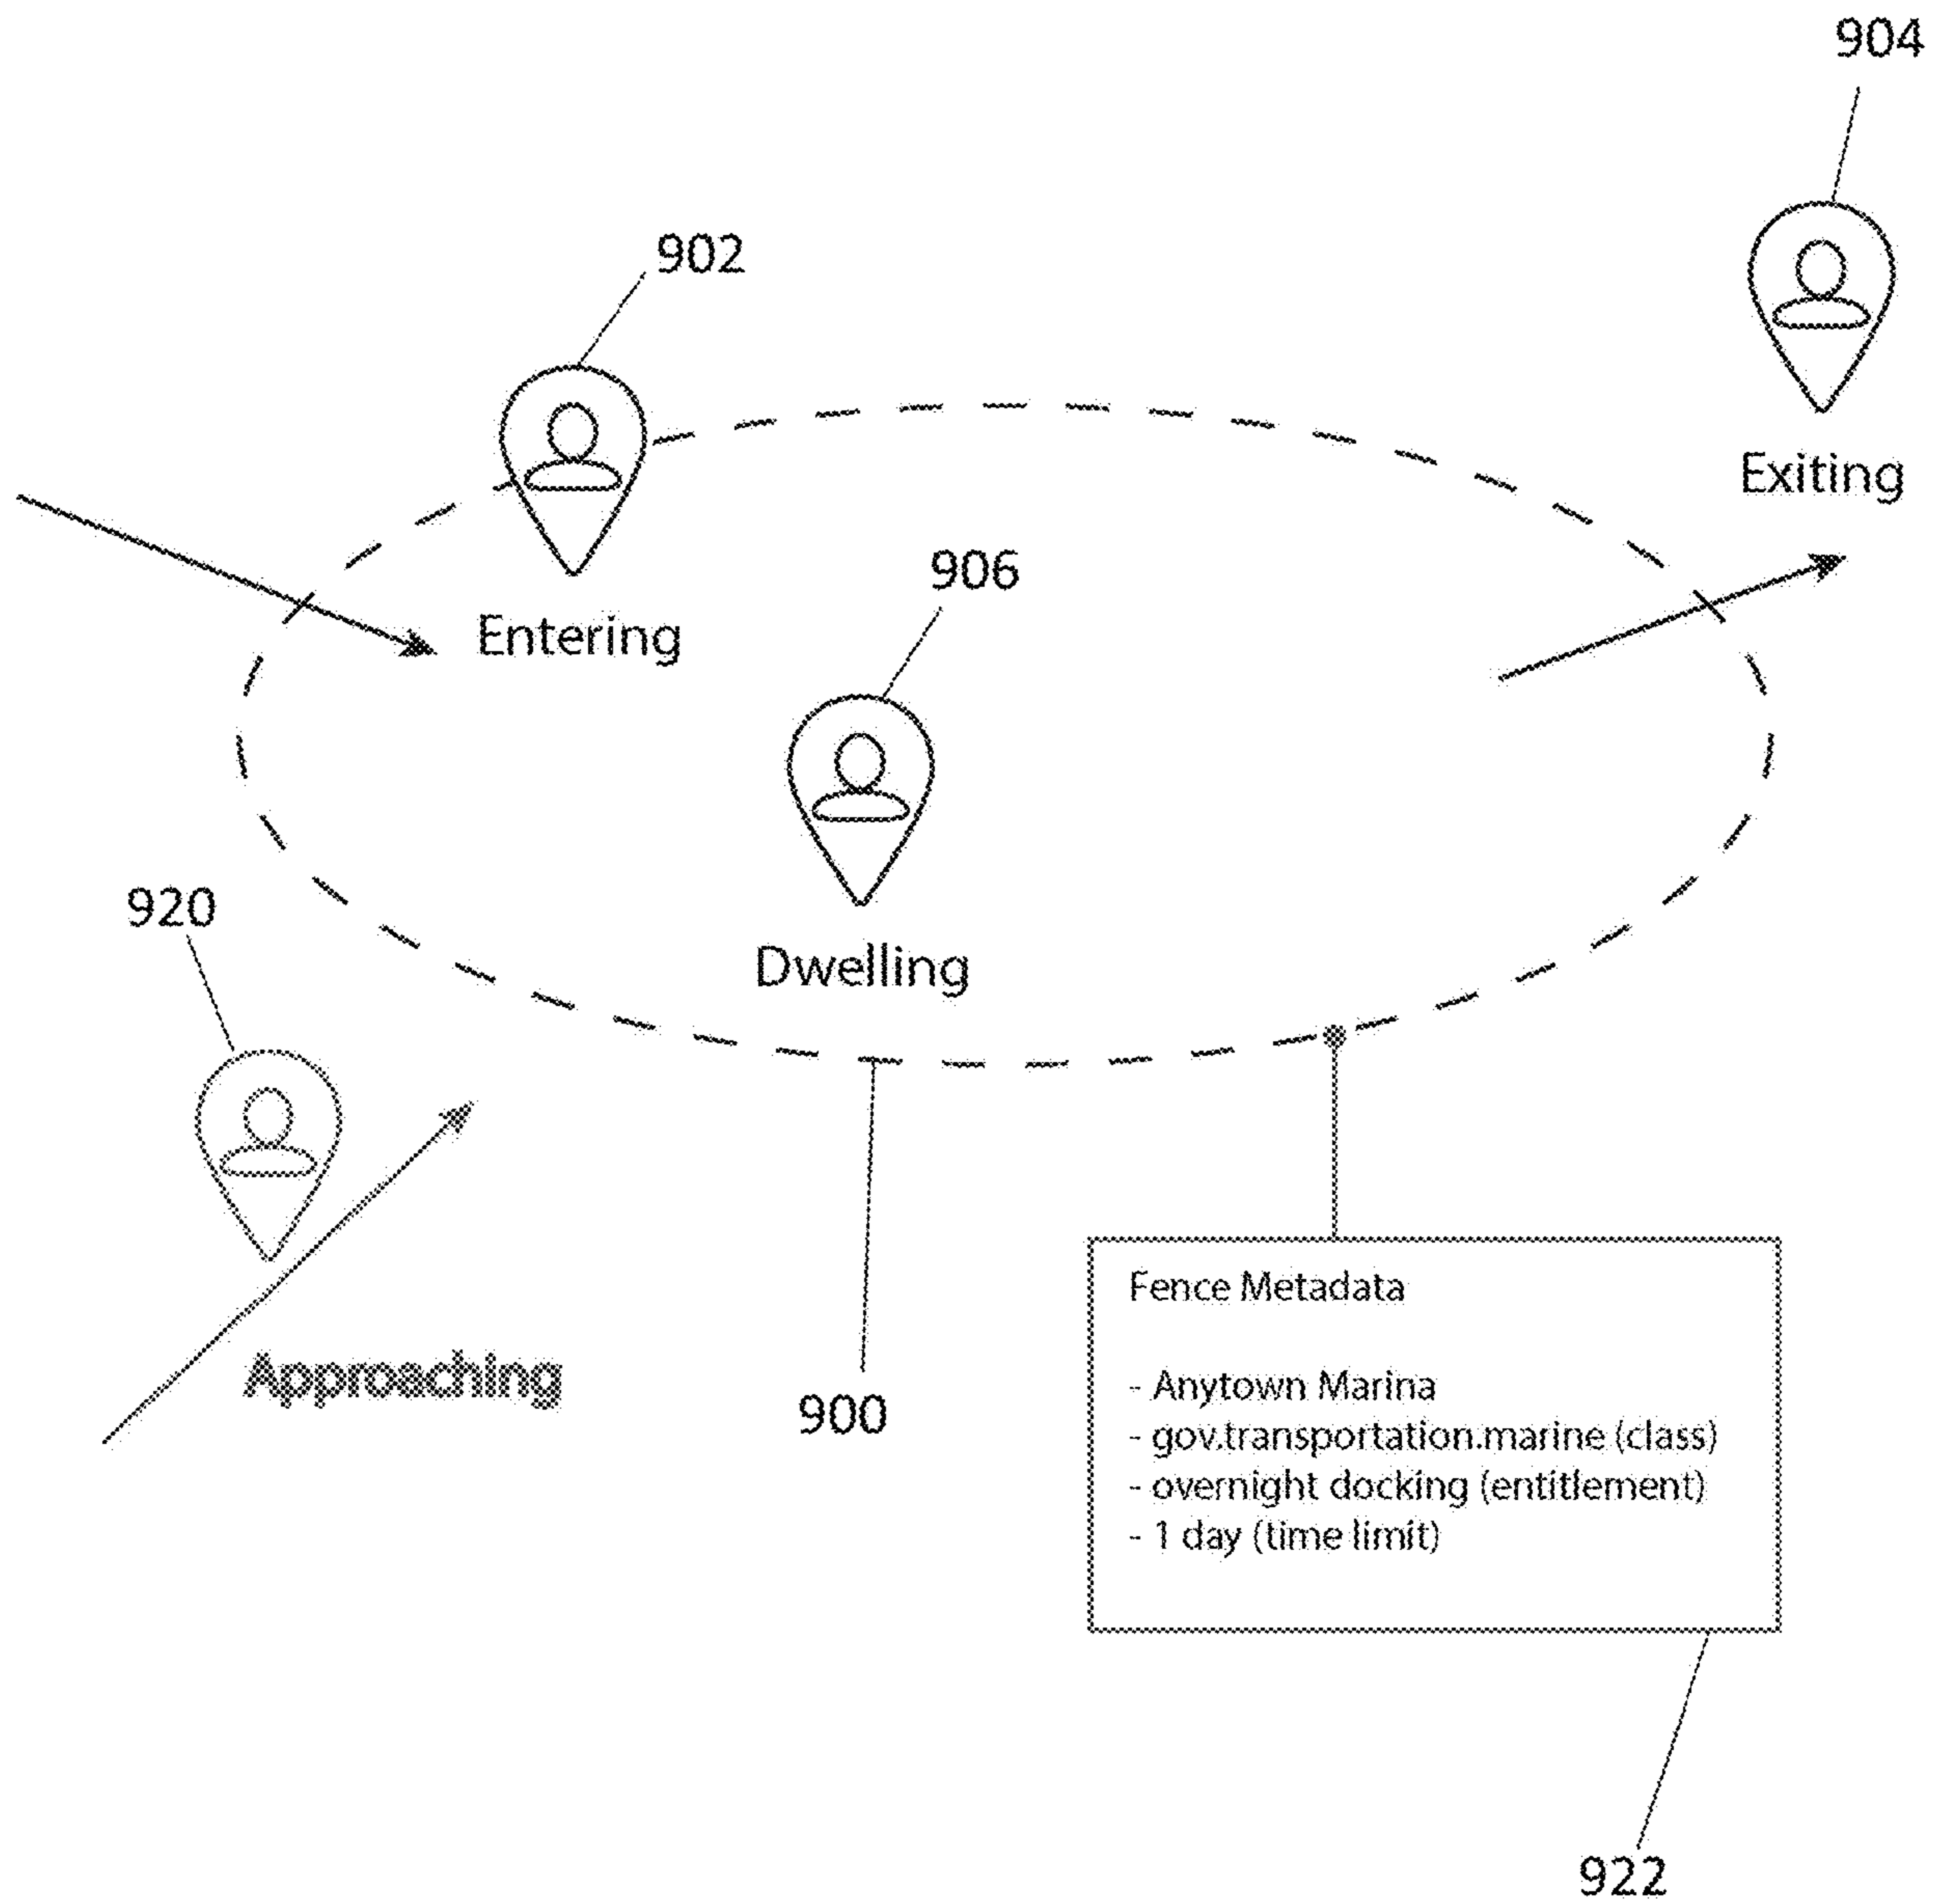 904
902
Exiting
906
Entering
920
Dwelling
Approaching
900
Fence Metadata
- Anytown Marina
- gov.transportation.marine (class)
- overnight docking (entitlement)
- 1 day (time limit)
922